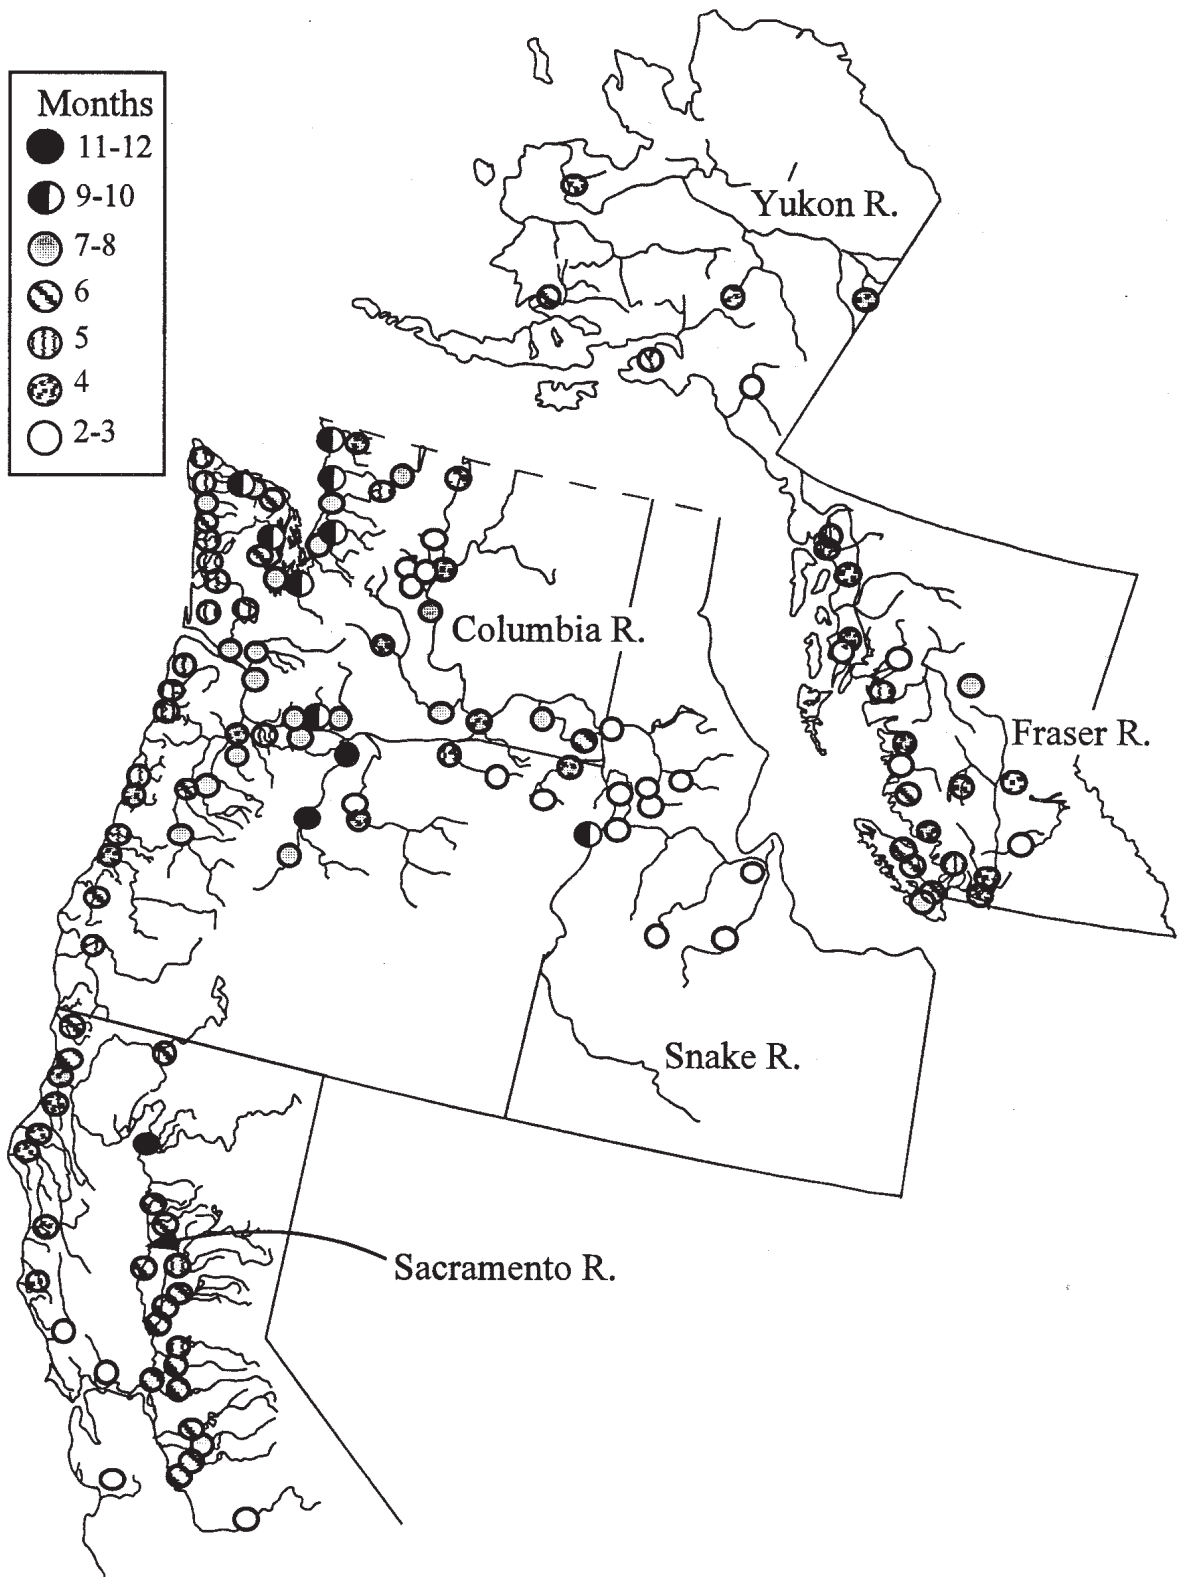 Months
11-12
9-10
7-8
6
5
4
2-3
Yukon R.
Columbia R.
Fraser R.
Snake R.
Sacramento R.